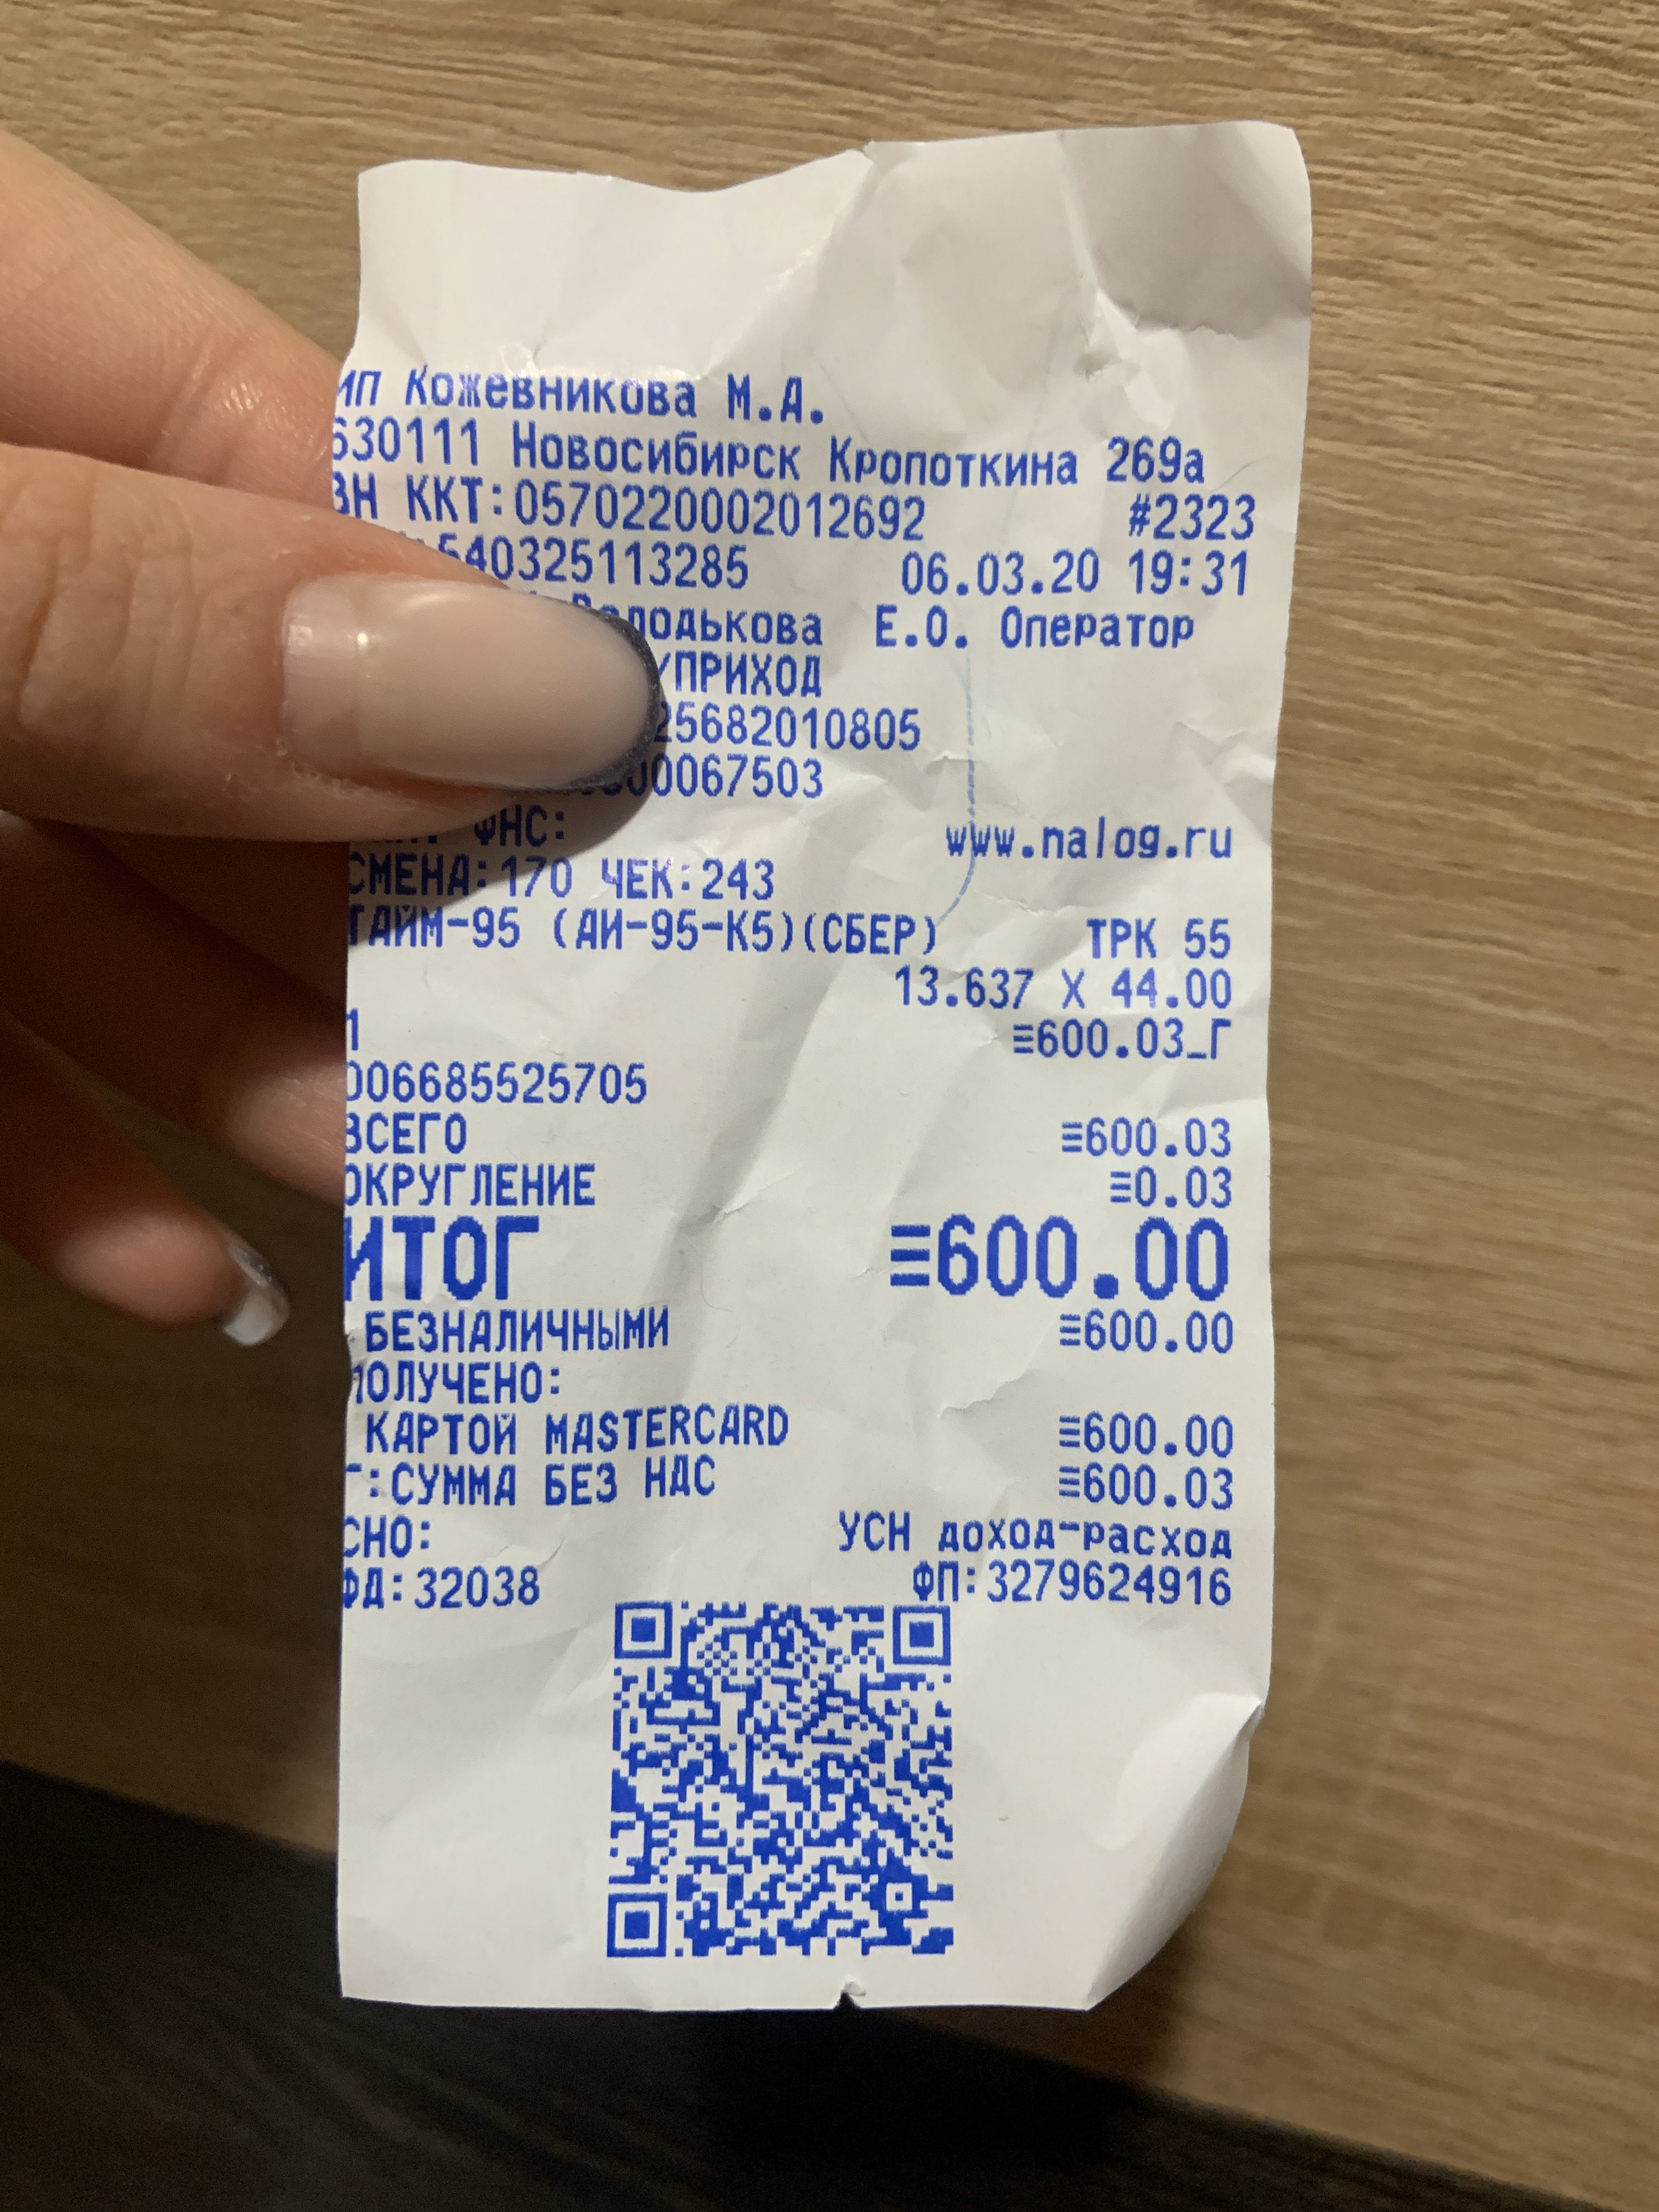 ИП Кожевникова М.А.
630111 Новосибирск Кропоткина 269а
ЗН ККТ:0570220002012692 #2323
540325113285 06.03.20 19:31
Е.О. Оператор
/ПРИХОД
25682010805
00067503
ФНС: www.nalog.ru
СМЕНА:170 ЧЕК:243
ТАЙМ-95 (АИ-95-К5)(СБЕР) ТРК 55
13.637 X 44.00
1 ≡600.03_Г
006685525705
ВСЕГО ≡600.03
ОКРУГЛЕНИЕ ≡0.03
ИТОГ ≡600.00
БЕЗНАЛИЧНЫМИ ≡600.00
ПОЛУЧЕНО:
КАРТОЙ MASTERCARD ≡600.00
Г:СУММА БЕЗ НДС ≡600.03
СНО: УСН доход-расход
ФД:32038 ФП:3279624916